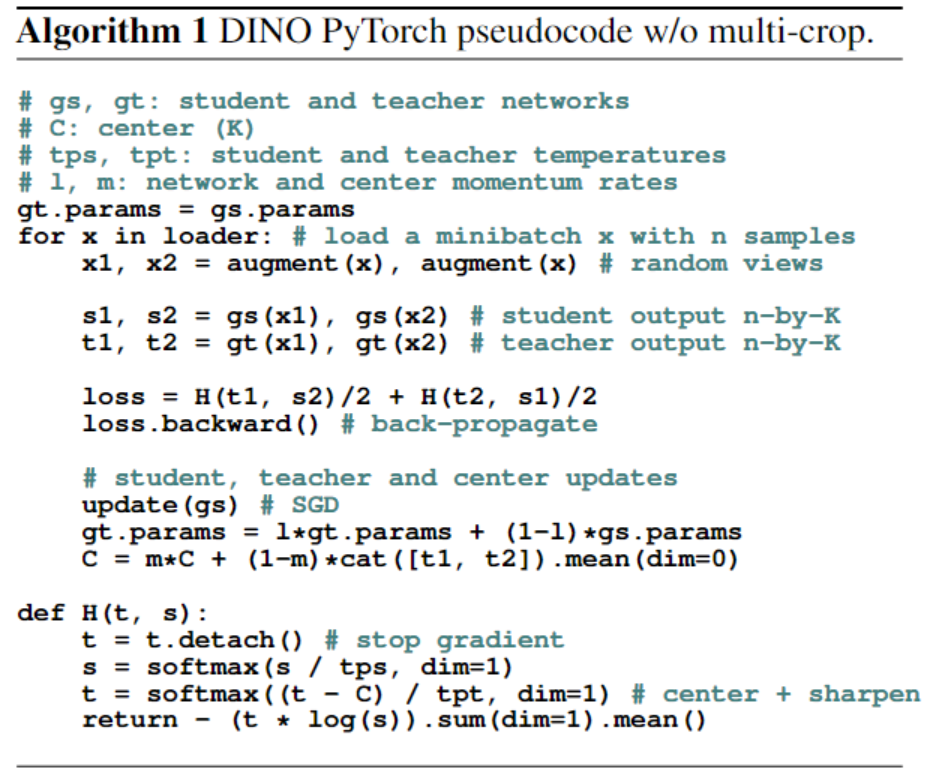 Algorithm 1 DINO PyTorch pseudocode w/o multi-crop.
# gs, gt: student and teacher networks
# C: center (K)
# tps, tpt: student and teacher temperatures
# l, m: network and center momentum rates
gt.params = gs.params
for x in loader: # load a minibatch x with n samples
    x1, x2 = augment(x), augment(x) # random views
    s1, s2 = gs(x1), gs(x2) # student output n-by-K
    t1, t2 = gt(x1), gt(x2) # teacher output n-by-K
    loss = H(t1, s2)/2 + H(t2, s1)/2
    loss.backward() # back-propagate
    # student, teacher and center updates
    update(gs) # SGD
    gt.params = l*gt.params + (1-l)*gs.params
    C = m*C + (1-m)*cat([t1, t2]).mean(dim=0)
def H(t, s):
    t = t.detach() # stop gradient
    s = softmax(s / tps, dim=1)
    t = softmax((t - C) / tpt, dim=1) # center + sharpen
    return - (t * log(s)).sum(dim=1).mean()